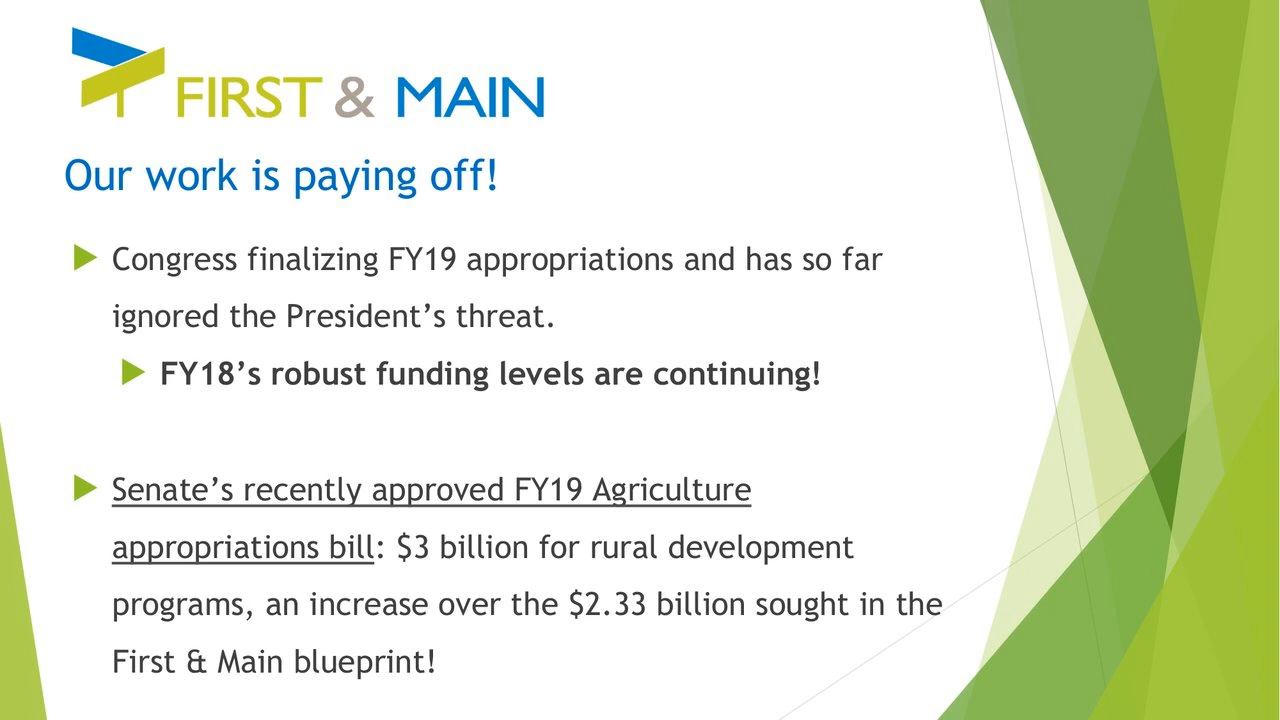 FIRST & MAIN
Our work is paying off!
Congress finalizing FY19 appropriations and has so far
ignored the President’s threat.
FY18’s robust funding levels are continuing!
Senate’s recently approved FY19 Agriculture
appropriations bill: $3 billion for rural development
programs, an increase over the $2.33 billion sought in the
First & Main blueprint!